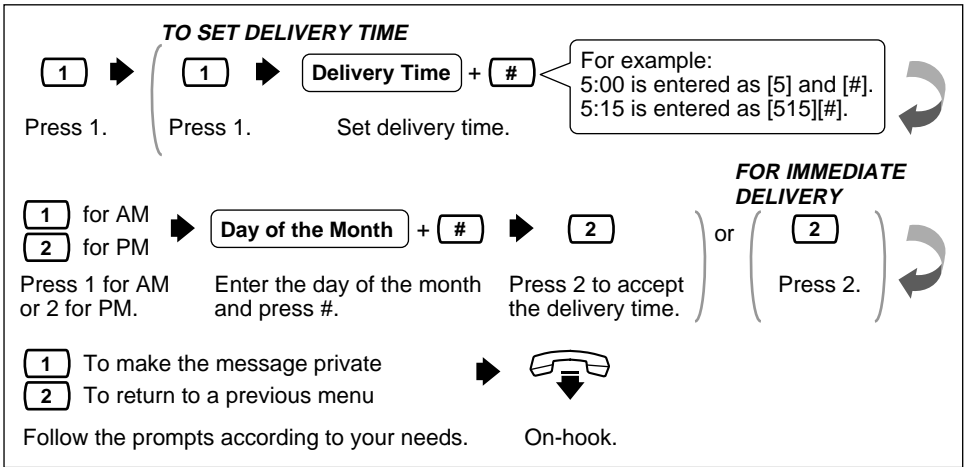 TO SET DELIVERY TIME
1 1 Delivery Time + #
For example:
5:00 is entered as [5] and [#].
5:15 is entered as [515][#].
Press 1. Press 1. Set delivery time.
FOR IMMEDIATE
DELIVERY
1 for AM
2 for PM
Day of the Month + # 2 or 2
Press 1 for AM
or 2 for PM.
Enter the day of the month
and press #.
Press 2 to accept
the delivery time.
Press 2.
1 To make the message private
2 To return to a previous menu
Follow the prompts according to your needs. On-hook.